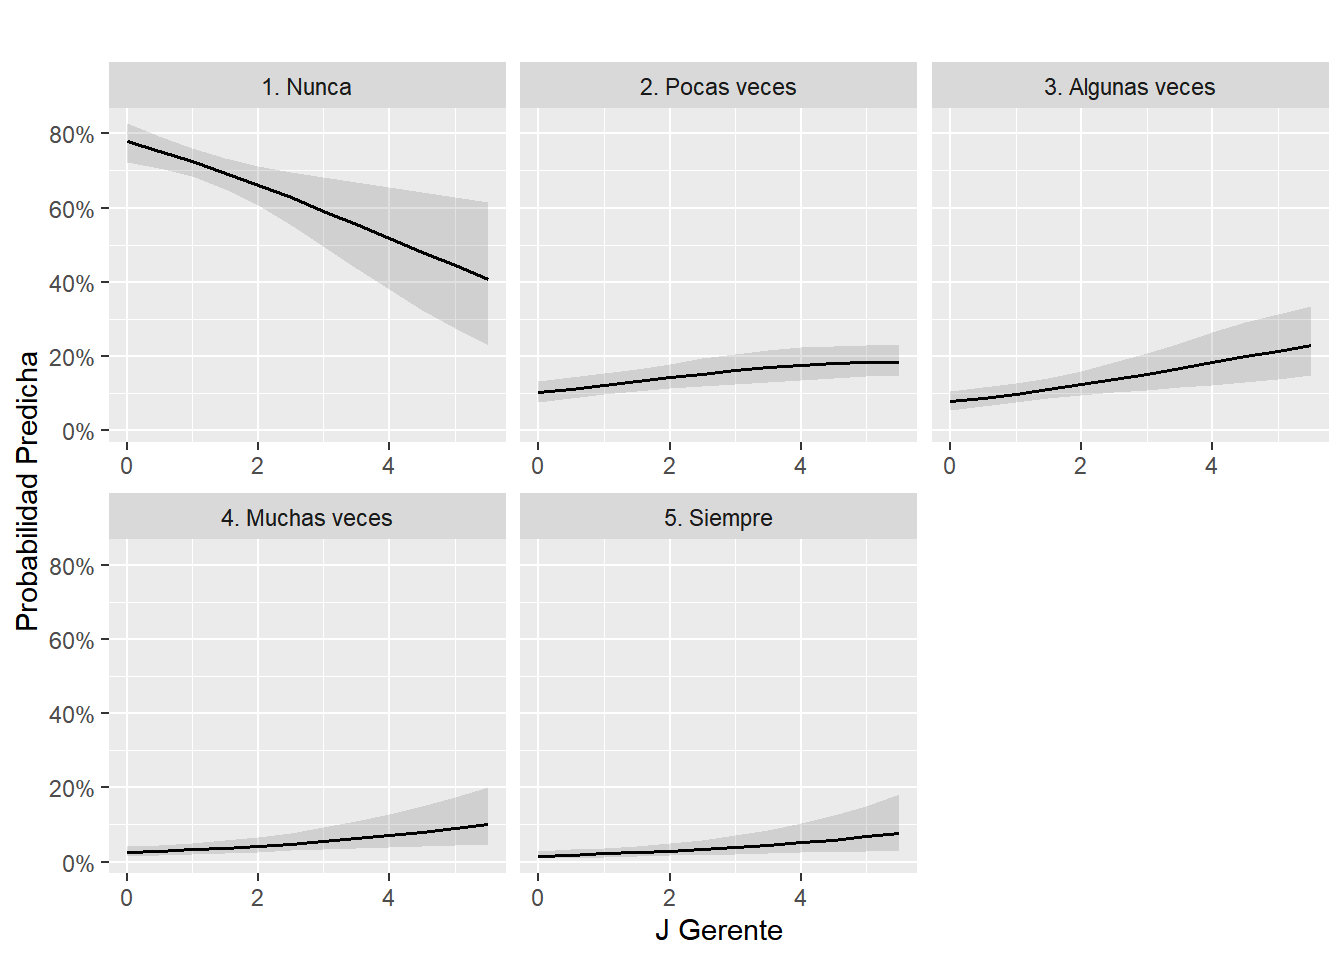 1. Nunca
2. Pocas veces
3. Algunas veces
80%
60%
40%
20%
0%
0 2 4
0 2 4
0 2 4
4. Muchas veces
5. Siempre
80%
60%
40%
20%
0%
0 2 4
0 2 4
Probabilidad Predicha
J Gerente